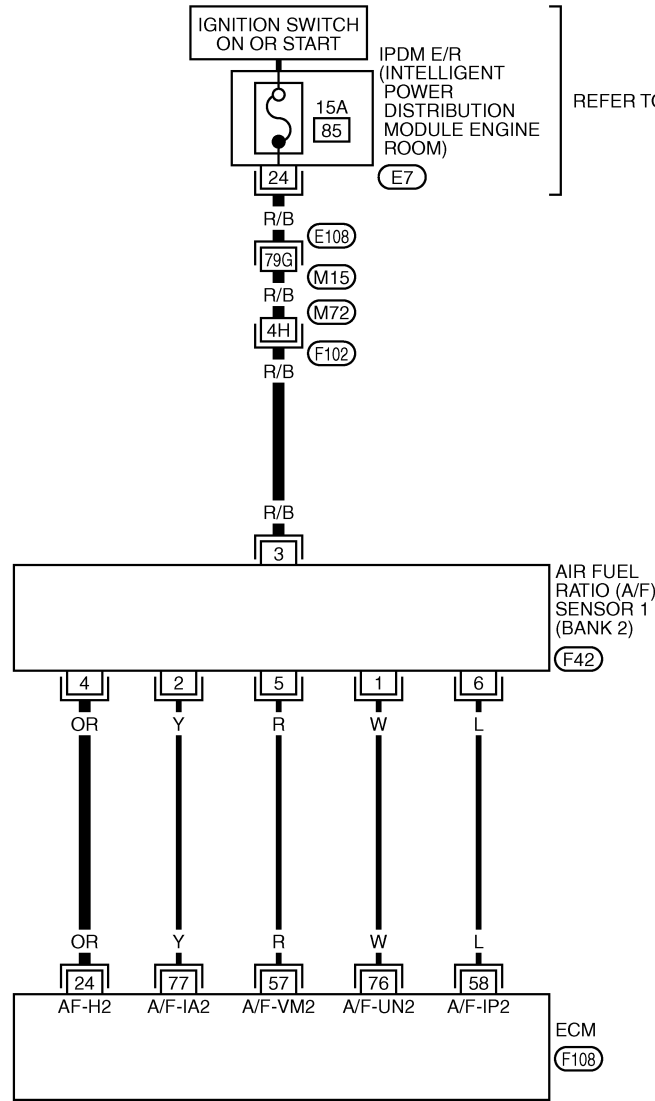 IGNITION SWITCH
ON OR START
IPDM E/R
(INTELLIGENT
POWER
DISTRIBUTION
MODULE ENGINE
ROOM)
REFER TO
15A
85
24
E7
R/B
E108
79G
M15
R/B
M72
4H
F102
R/B
R/B
3
AIR FUEL
RATIO (A/F)
SENSOR 1
(BANK 2)
F42
4 2 5 1 6
OR Y R W L
OR Y R W L
24 77 57 76 58
AF-H2 A/F-IA2 A/F-VM2 A/F-UN2 A/F-IP2
ECM
F108